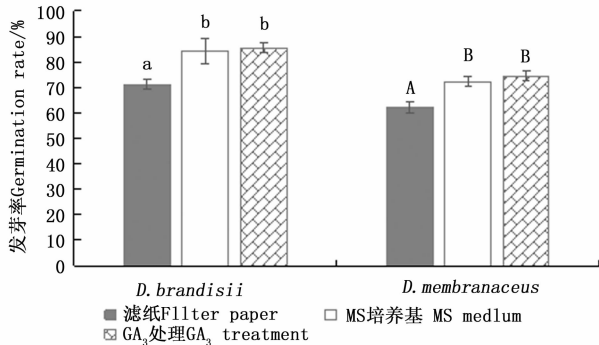 发芽率Germination rate/%
100
90
80
70
60
50
40
30
20
10
0
a
b
b
A
B
B
D.brandisii
D.membranaceus
滤纸Fllter paper
MS培养基 MS medlum
GA₃处理GA₃ treatment